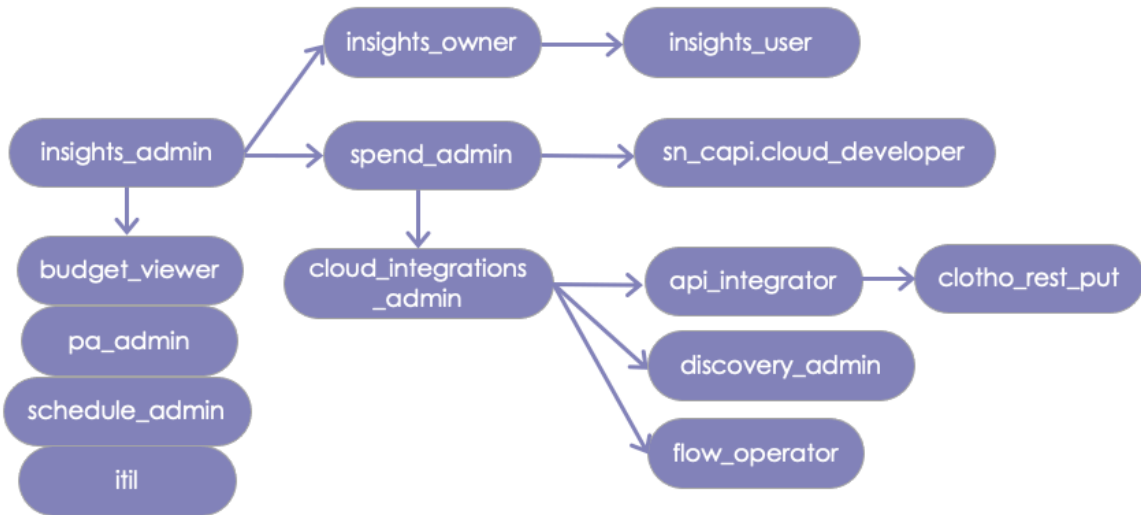 insights_owner
insights_user
insights_admin
spend_admin
sn_capi.cloud_developer
budget_viewer
cloud_integrations
_admin
api_integrator
clotho_rest_put
pa_admin
discovery_admin
schedule_admin
flow_operator
itil